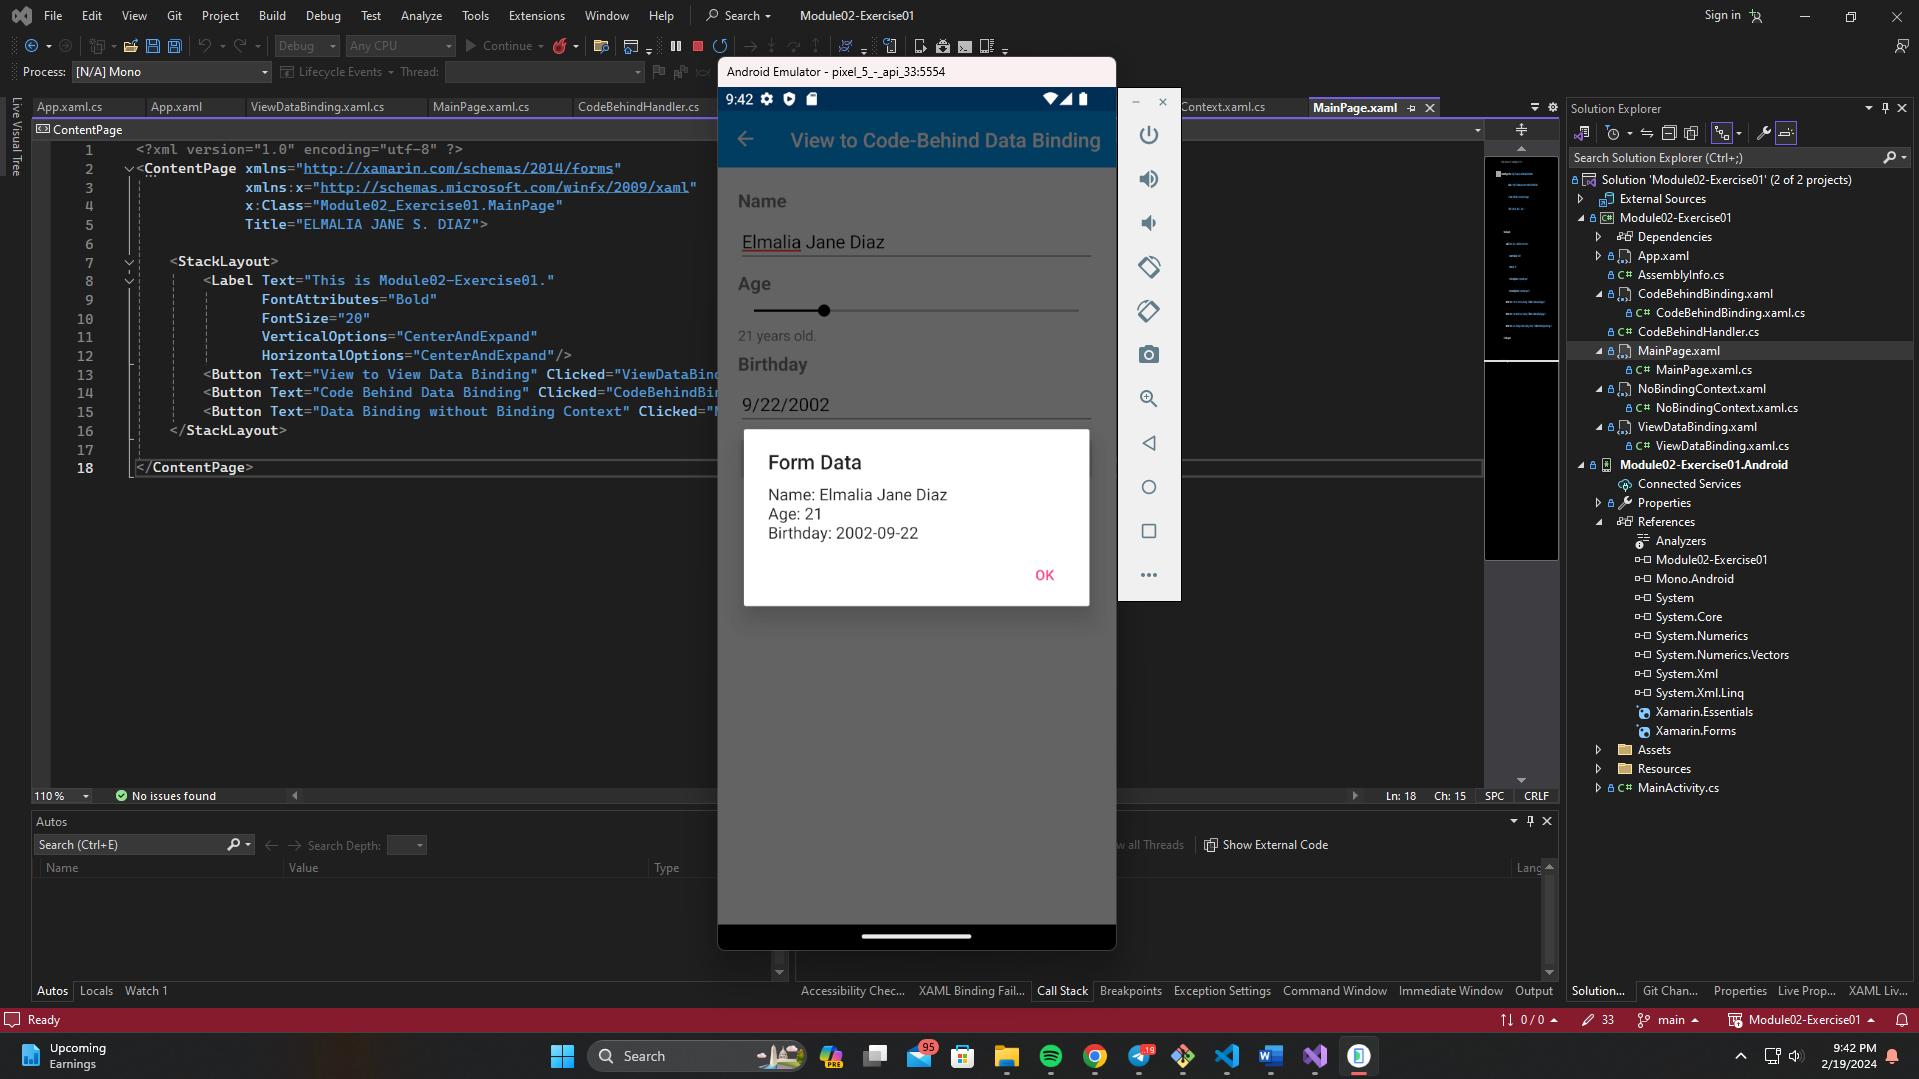 File Edit View Git Project Build Debug Test Analyze Tools Extensions Window Help Search Module02-Exercise01 Sign in
Debug Any CPU Continue
Process: [N/A] Mono Lifecycle Events Thread:
Live Visual Tree
App.xaml.cs App.xaml ViewDataBinding.xaml MainPage.xaml.cs CodeBehindHandler.cs Context.xaml.cs MainPage.xaml
ContentPage
1 <?xml version="1.0" encoding="utf-8" ?>
2 <ContentPage xmlns="http://xamarin.com/schemas/2014/forms"
3 xmlns:x="http://schemas.microsoft.com/winfx/2009/xaml"
4 x:Class="Module02_Exercise01.MainPage"
5 Title="ELMALIA JANE S. DIAZ">
6
7 <StackLayout>
8 <Label Text="This is Module02-Exercise01."
9 FontAttributes="Bold"
10 FontSize="20"
11 VerticalOptions="CenterAndExpand"
12 HorizontalOptions="CenterAndExpand"/>
13 <Button Text="View to View Data Binding" Clicked="ViewDataBin
14 <Button Text="Code Behind Data Binding" Clicked="CodeBehindBin
15 <Button Text="Data Binding without Binding Context" Clicked="N
16 </StackLayout>
17
18 </ContentPage>
110 % No issues found Ln: 18 Ch: 15 SPC CRLF
Android Emulator - pixel_5_-_api_33:5554
9:42
View to Code-Behind Data Binding
Name
Elmalia Jane Diaz
Age
21 years old.
Birthday
9/22/2002
Form Data
Name: Elmalia Jane Diaz
Age: 21
Birthday: 2002-09-22
OK
Solution Explorer
Search Solution Explorer (Ctrl+;)
Solution 'Module02-Exercise01' (2 of 2 projects)
External Sources
Module02-Exercise01
Dependencies
App.xaml
AssemblyInfo.cs
CodeBehindBinding.xaml
CodeBehindBinding.xaml.cs
CodeBehindHandler.cs
MainPage.xaml
MainPage.xaml.cs
NoBindingContext.xaml
NoBindingContext.xaml.cs
ViewDataBinding.xaml
ViewDataBinding.xaml.cs
Module02-Exercise01.Android
Connected Services
Properties
References
Analyzers
Module02-Exercise01
Mono.Android
System
System.Core
System.Numerics
System.Numerics.Vectors
System.Xml
System.Xml.Linq
Xamarin.Essentials
Xamarin.Forms
Assets
Resources
MainActivity.cs
Autos
Search (Ctrl+E) Search Depth:
Name Value Type
w all Threads Show External Code
Lang
Autos Locals Watch 1
Accessibility Chec... XAML Binding Fail... Call Stack Breakpoints Exception Settings Command Window Immediate Window Output
Solution... Git Chan... Properties Live Prop... XAML Liv...
Ready 0 / 0 33 main Module02-Exercise01
Upcoming
Earnings
Search
PRE
95
.19
9:42 PM
2/19/2024